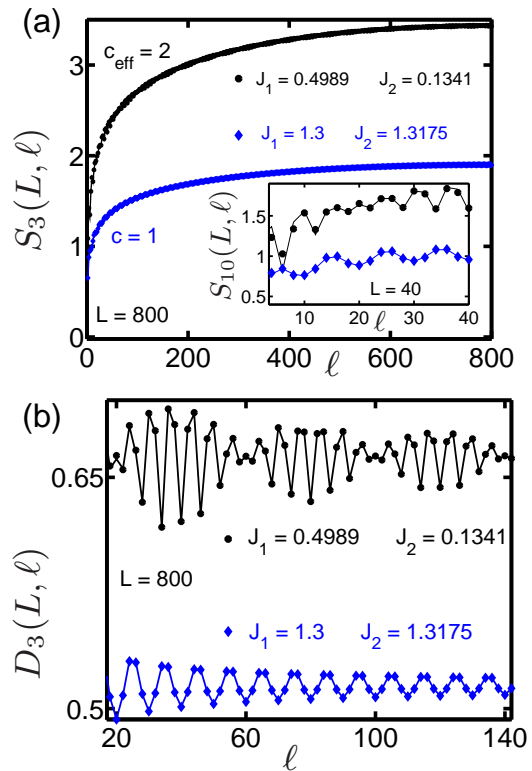 (a)
c_eff = 2
J_1 = 0.4989 J_2 = 0.1341
J_1 = 1.3 J_2 = 1.3175
c = 1
L = 800
S_3(L, ℓ)
3
2
1
0
0 200 400 600 800
ℓ
S_10(L, ℓ)
1.5
1
0.5
L = 40
10 20 30 40
ℓ
(b)
D_3(L, ℓ)
0.65
0.5
J_1 = 0.4989 J_2 = 0.1341
L = 800
J_1 = 1.3 J_2 = 1.3175
20 60 100 140
ℓ